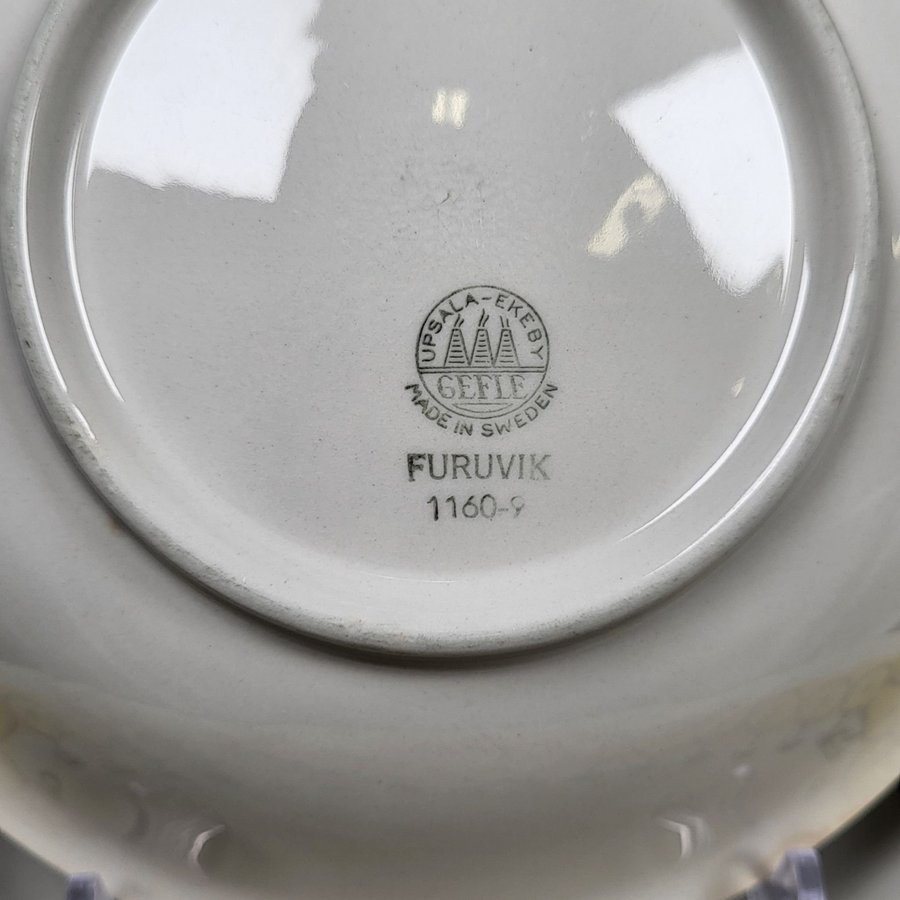 UPSALA-EKEBY
GEFLE
MADE IN SWEDEN
FURUVIK
1160-9